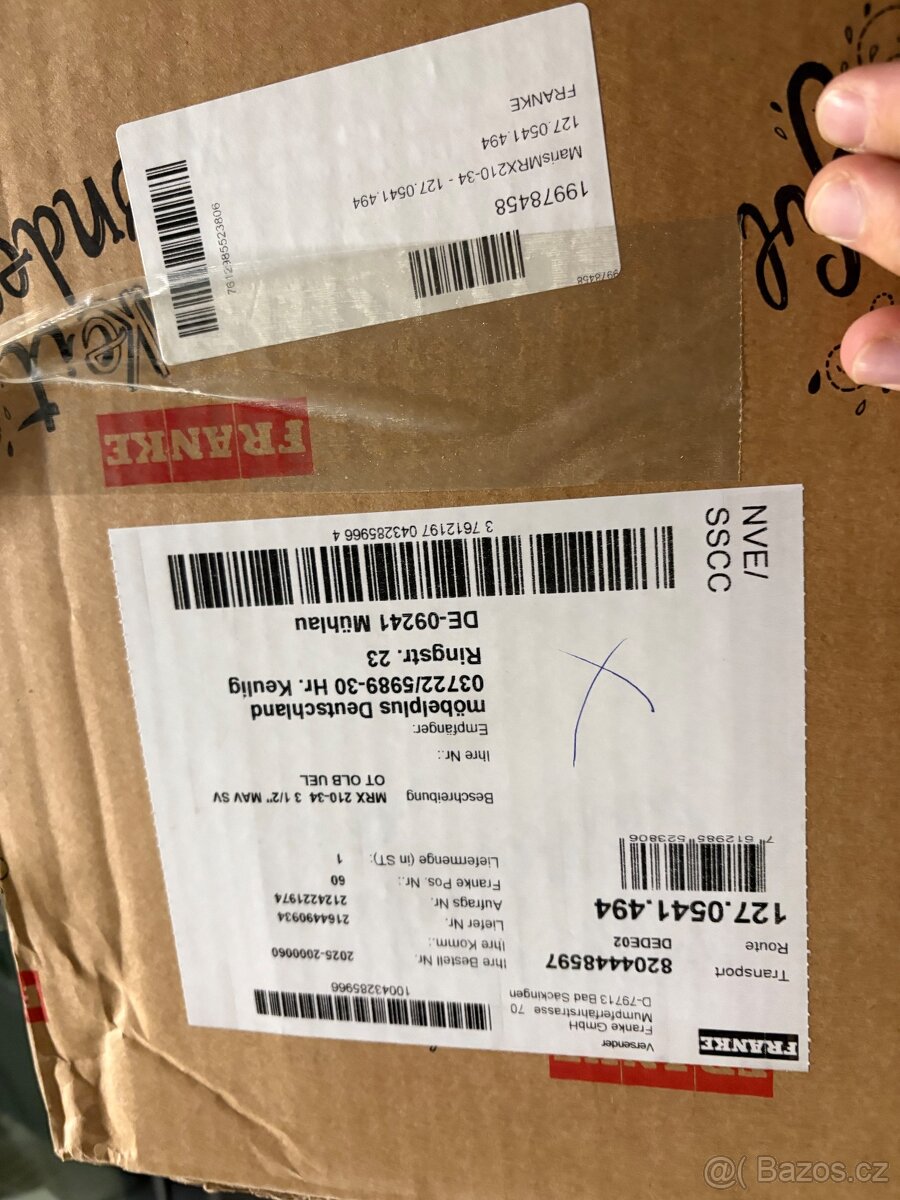 FRANKE
Versender
Franke GmbH
Mumpferfährstrasse 70
D-79713 Bad Säckingen
10043285966
Transport 8204448597
Route DEDE02
127.0541.494
7 612985 523806
Ihre Bestell Nr. 2025-2000060
Ihre Komm.:
Liefer Nr. 2164490934
Aufrags Nr. 2124221974
Franke Pos. Nr.: 60
Liefermenge (in ST): 1
Beschreibung MRX 210-34 3 1/2" MAV SV
OT OLB UEL
Ihre Nr.:
Empfänger:
möbelplus Deutschland
03722/5989-30 Hr. Keulig
Ringstr. 23
DE-09241 Mühlau
NVE/
SSCC
3 7612197 043285966 4
FRANKE
FRANKE
19978458
19978458
MarisMRX210-34 - 127.0541.494
127.0541.494
FRANKE
7612985523806
@( Bazos.cz